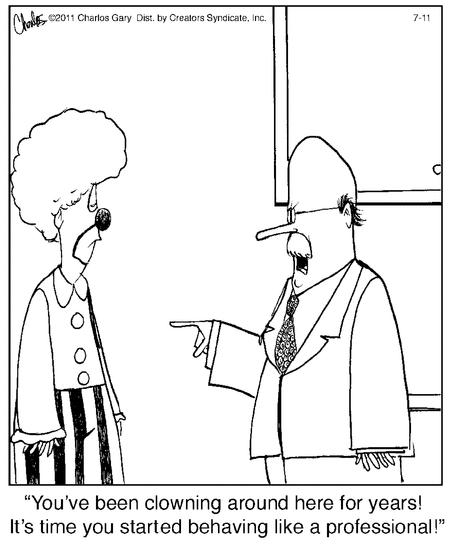 Charlos ©2011 Charlos Gary Dist. by Creators Syndicate, Inc. 7-11
“You’ve been clowning around here for years!
It’s time you started behaving like a professional!”